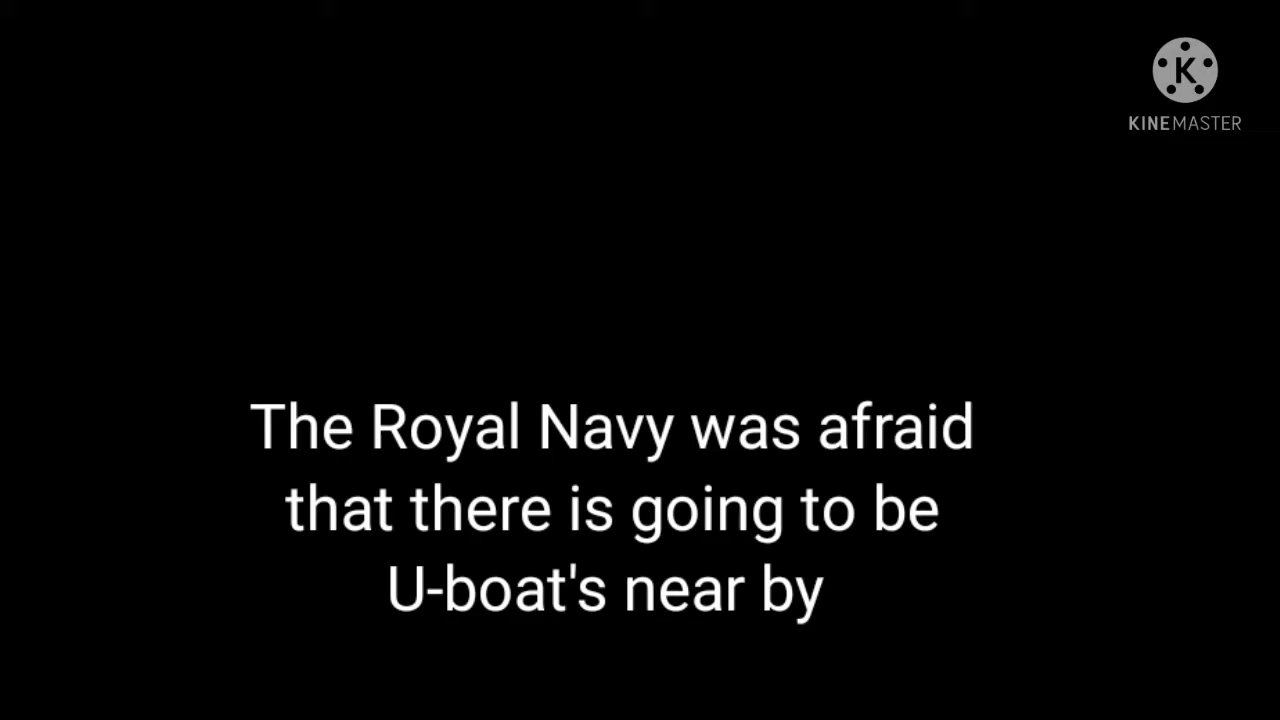 K
KINEMASTER
The Royal Navy was afraid
that there is going to be
U-boat's near by